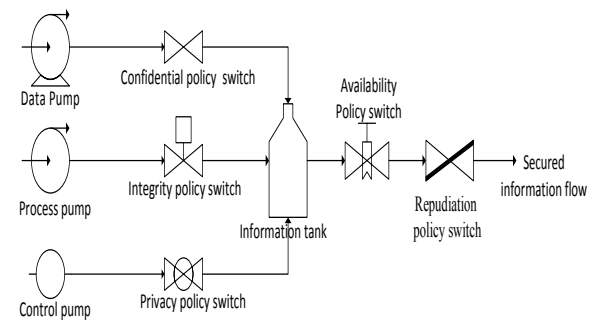 Confidential policy switch
Data Pump
Availability
Policy switch
Integrity policy switch
Process pump
Information tank
Secured
information flow
Repudiation
policy switch
Privacy policy switch
Control pump